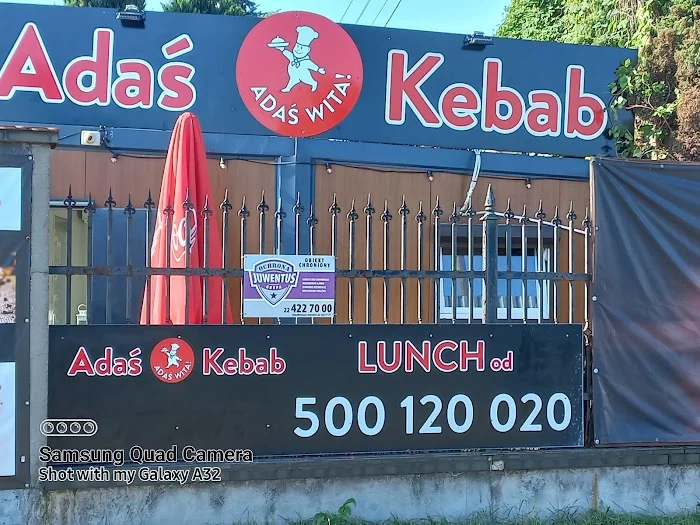 Adaś
ADAŚ WITA!
Kebab
OCHRONA
JUWENTUS
GRUPA
OBIEKT
CHRONIONY
22 422 70 00
Adaś
ADAŚ WITA!
Kebab
LUNCH od
500 120 020
Samsung Quad Camera
Shot with my Galaxy A32